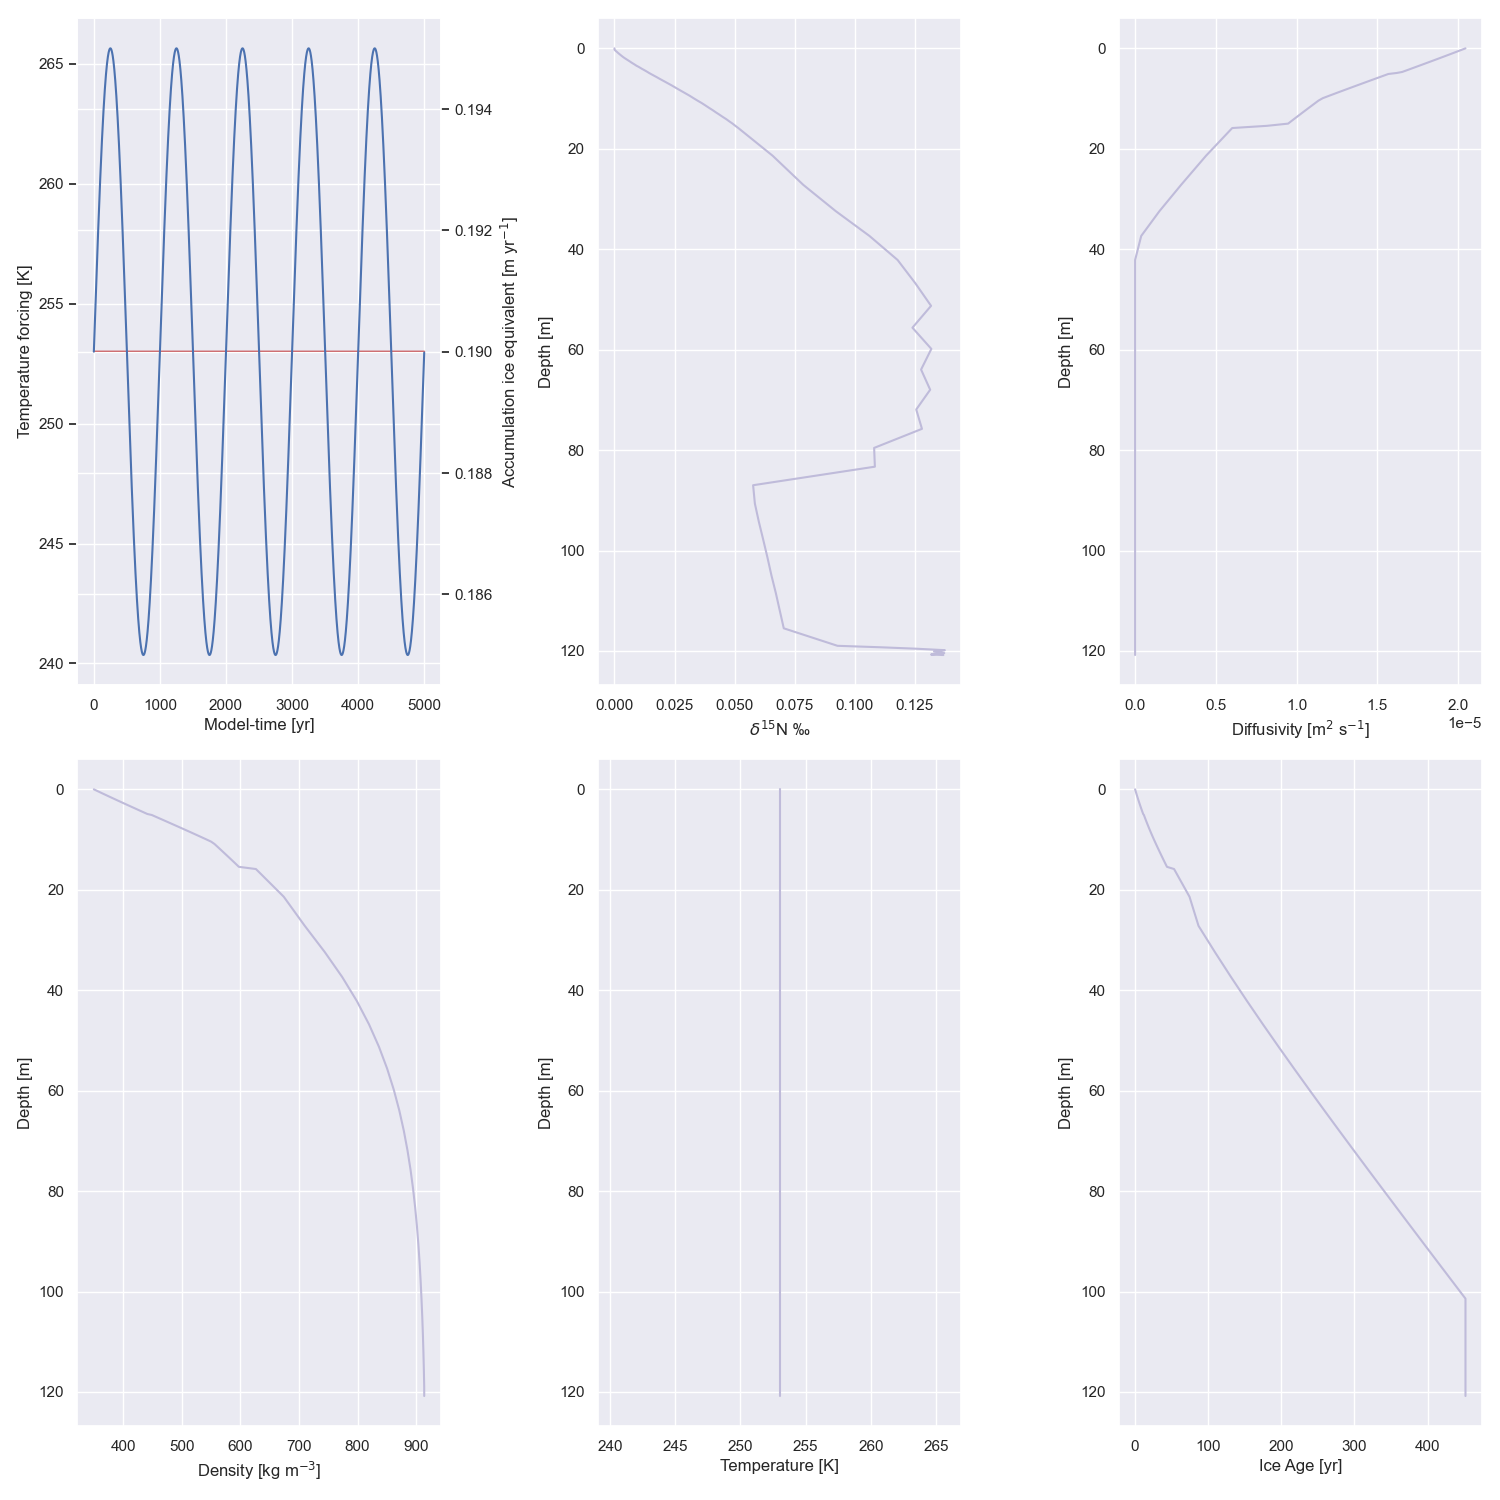 Temperature forcing [K]
265
260
255
250
245
240
0 1000 2000 3000 4000 5000
Model-time [yr]
0.194
0.192
0.190
0.188
0.186
Accumulation ice equivalent [m yr⁻¹]
Depth [m]
0
20
40
60
80
100
120
0.000 0.025 0.050 0.075 0.100 0.125
δ¹⁵N ‰
Depth [m]
0
20
40
60
80
100
120
0.0 0.5 1.0 1.5 2.0
1e−5
Diffusivity [m² s⁻¹]
Depth [m]
0
20
40
60
80
100
120
400 500 600 700 800 900
Density [kg m⁻³]
Depth [m]
0
20
40
60
80
100
120
240 245 250 255 260 265
Temperature [K]
Depth [m]
0
20
40
60
80
100
120
0 100 200 300 400
Ice Age [yr]